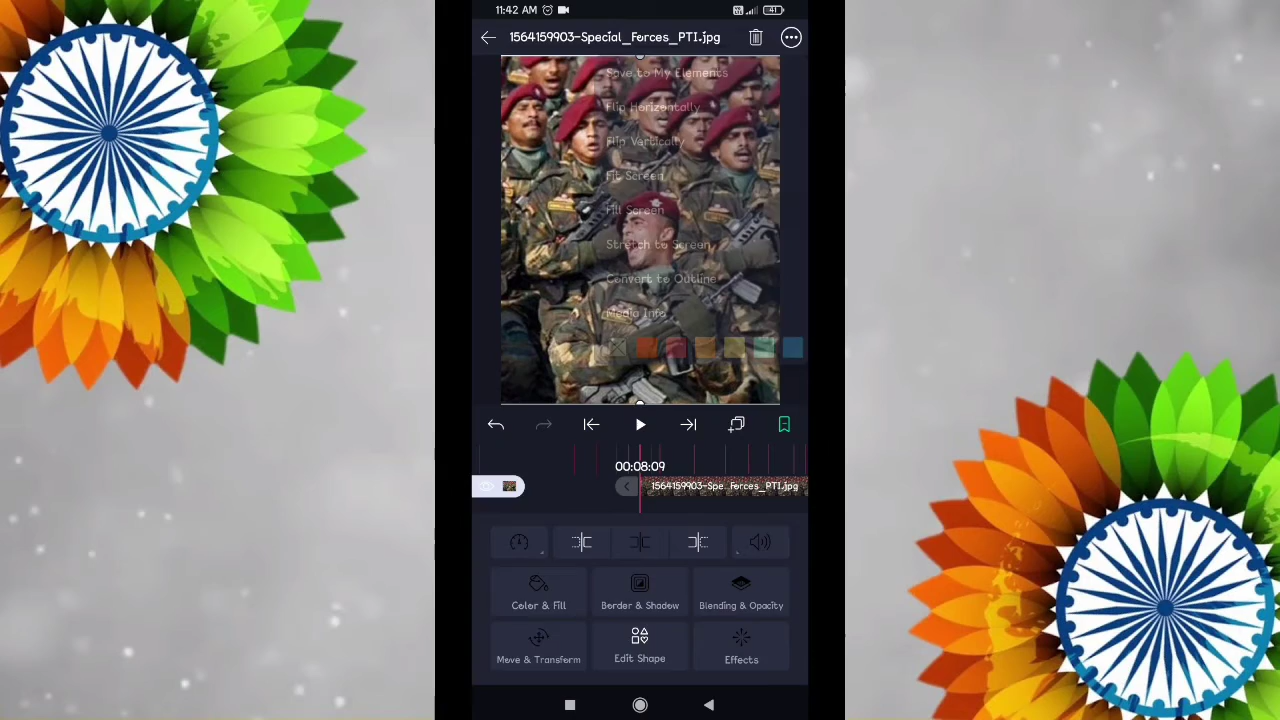 11:42 AM
41
1564159903-Special_Forces_PTI.jpg
Save to My Elements
Flip Horizontally
Flip Vertically
Fit Screen
Fill Screen
Stretch to Screen
Convert to Outline
Media Info
00:08:09
1564159903-Spe...Forces_PTI.jpg
Color & Fill
Border & Shadow
Blending & Opacity
Move & Transform
Edit Shape
Effects